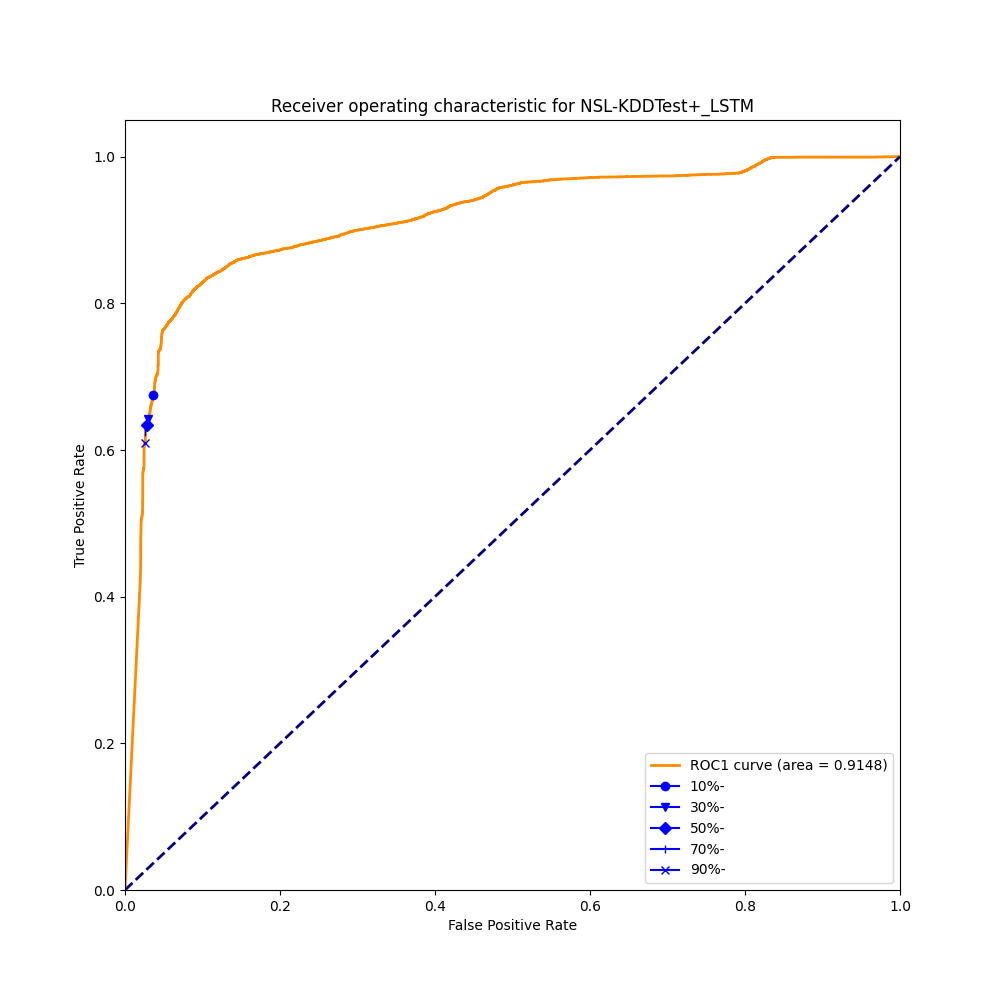 Receiver operating characteristic for NSL-KDDTest+_LSTM
1.0
0.8
0.6
0.4
0.2
0.0
True Positive Rate
0.0 0.2 0.4 0.6 0.8 1.0
False Positive Rate
ROC1 curve (area = 0.9148)
10%-
30%-
50%-
70%-
90%-